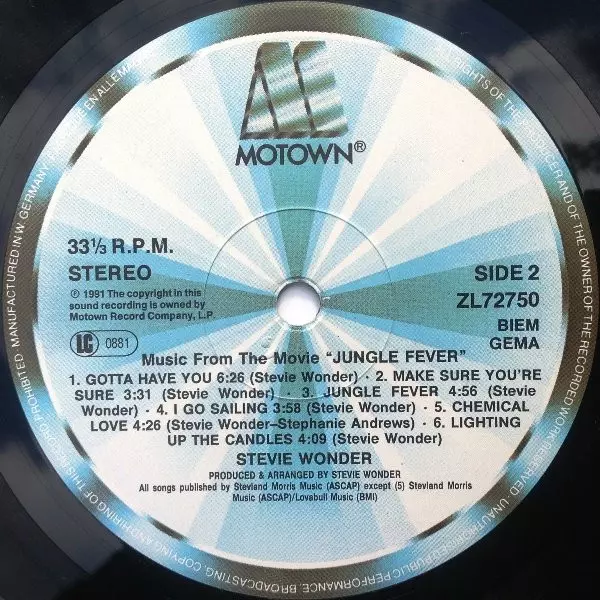 MOTOWN®
33⅓ R.P.M.
STEREO
SIDE 2
ZL72750
℗ 1991 The copyright in this
sound recording is owned by
Motown Record Company, L.P.
BIEM
GEMA
LC 0881
Music From The Movie “JUNGLE FEVER”
1. GOTTA HAVE YOU 6:26 (Stevie Wonder) · 2. MAKE SURE YOU'RE
SURE 3:31 (Stevie Wonder) · 3. JUNGLE FEVER 4:56 (Stevie
Wonder) · 4. I GO SAILING 3:58 (Stevie Wonder) · 5. CHEMICAL
LOVE 4:26 (Stevie Wonder–Stephanie Andrews) · 6. LIGHTING
UP THE CANDLES 4:09 (Stevie Wonder)
STEVIE WONDER
PRODUCED & ARRANGED BY STEVIE WONDER
All songs published by Stevland Morris Music (ASCAP) except (5) Stevland Morris
Music (ASCAP)/Lovabull Music (BMI)
MANUFACTURED IN W. GERMANY. EN ALLEMAGNE. ALL RIGHTS OF THE PRODUCER AND OF THE OWNER OF THE RECORDED WORK RESERVED. UNAUTHORISED PUBLIC PERFORMANCE, BROADCASTING, COPYING AND HIRING OF THIS RECORD PROHIBITED.